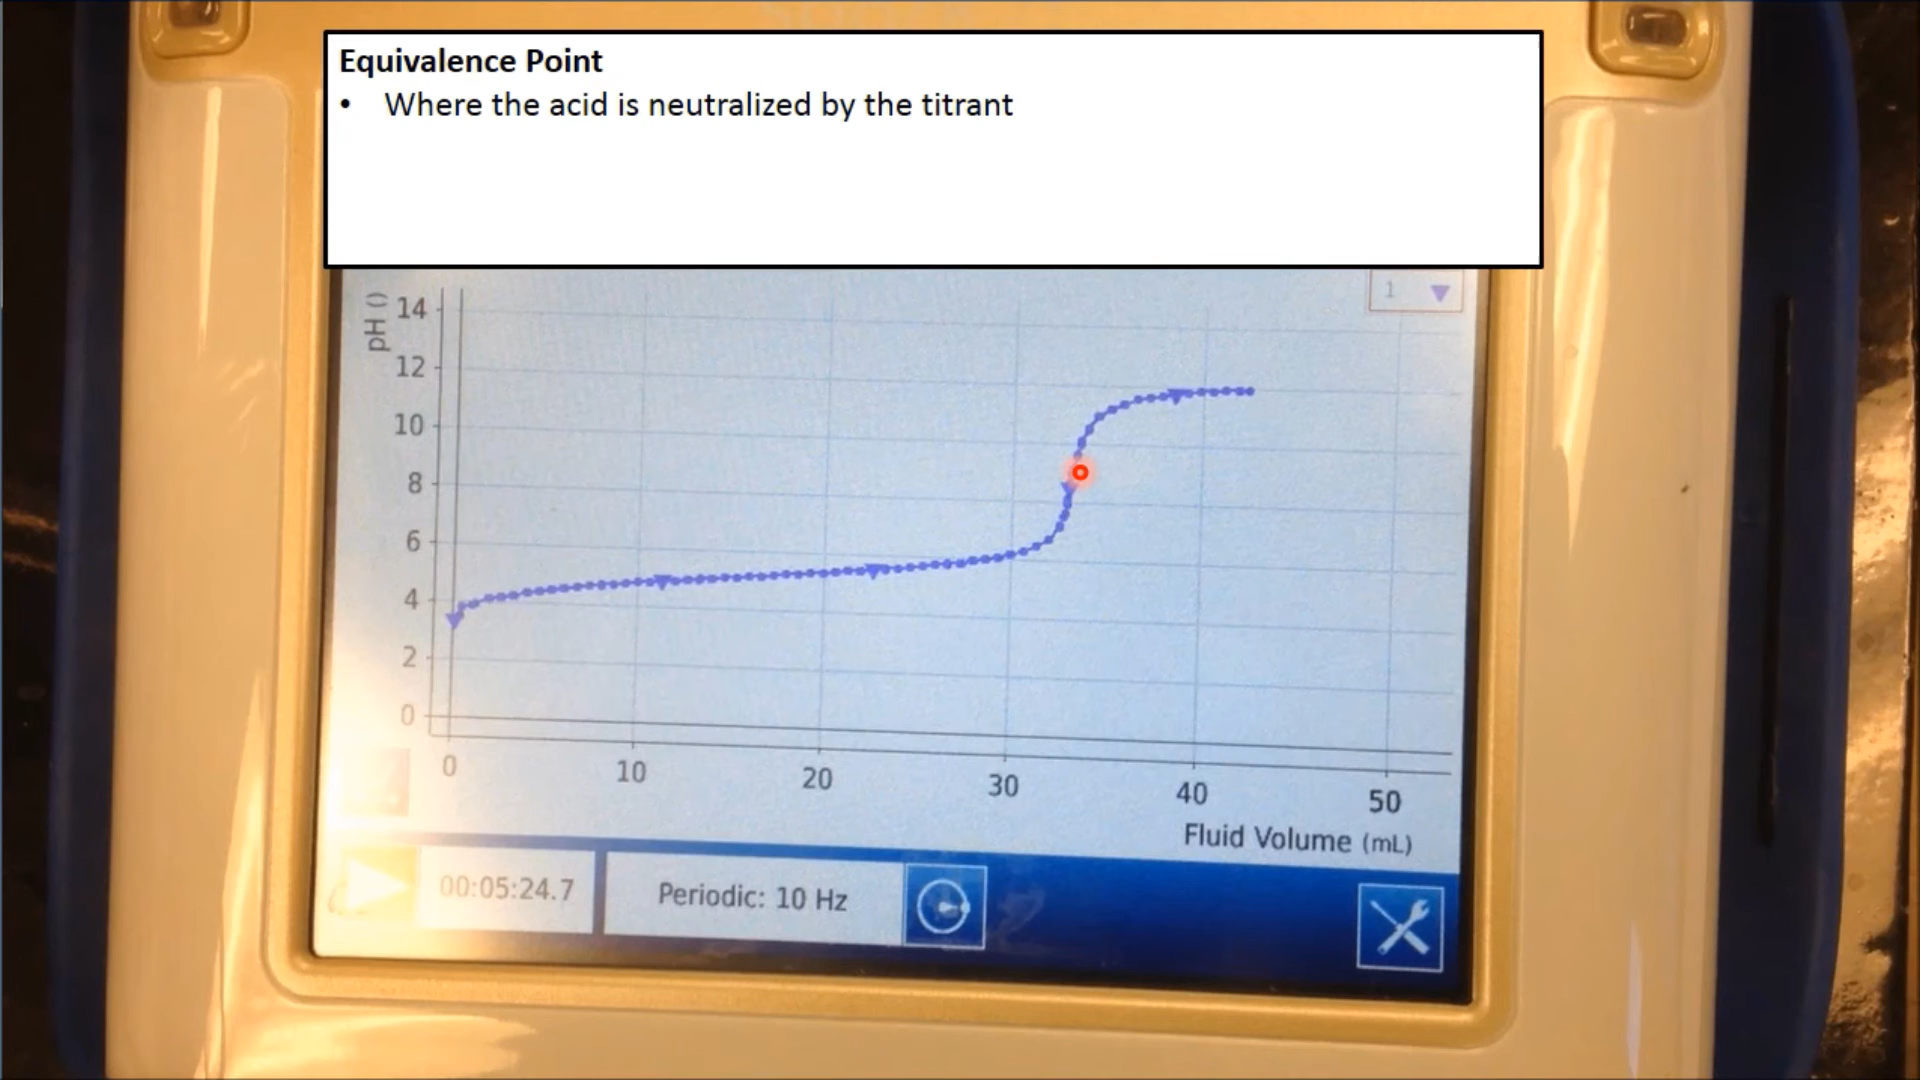 Equivalence Point
• Where the acid is neutralized by the titrant
1
pH ()
14
12
10
8
6
4
2
0
0 10 20 30 40 50
Fluid Volume (mL)
00:05:24.7 Periodic: 10 Hz